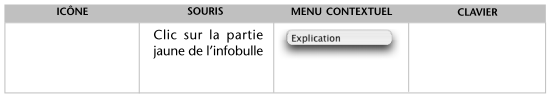 ICÔNE SOURIS MENU CONTEXTUEL CLAVIER
Clic sur la partie
jaune de l'infobulle
Explication